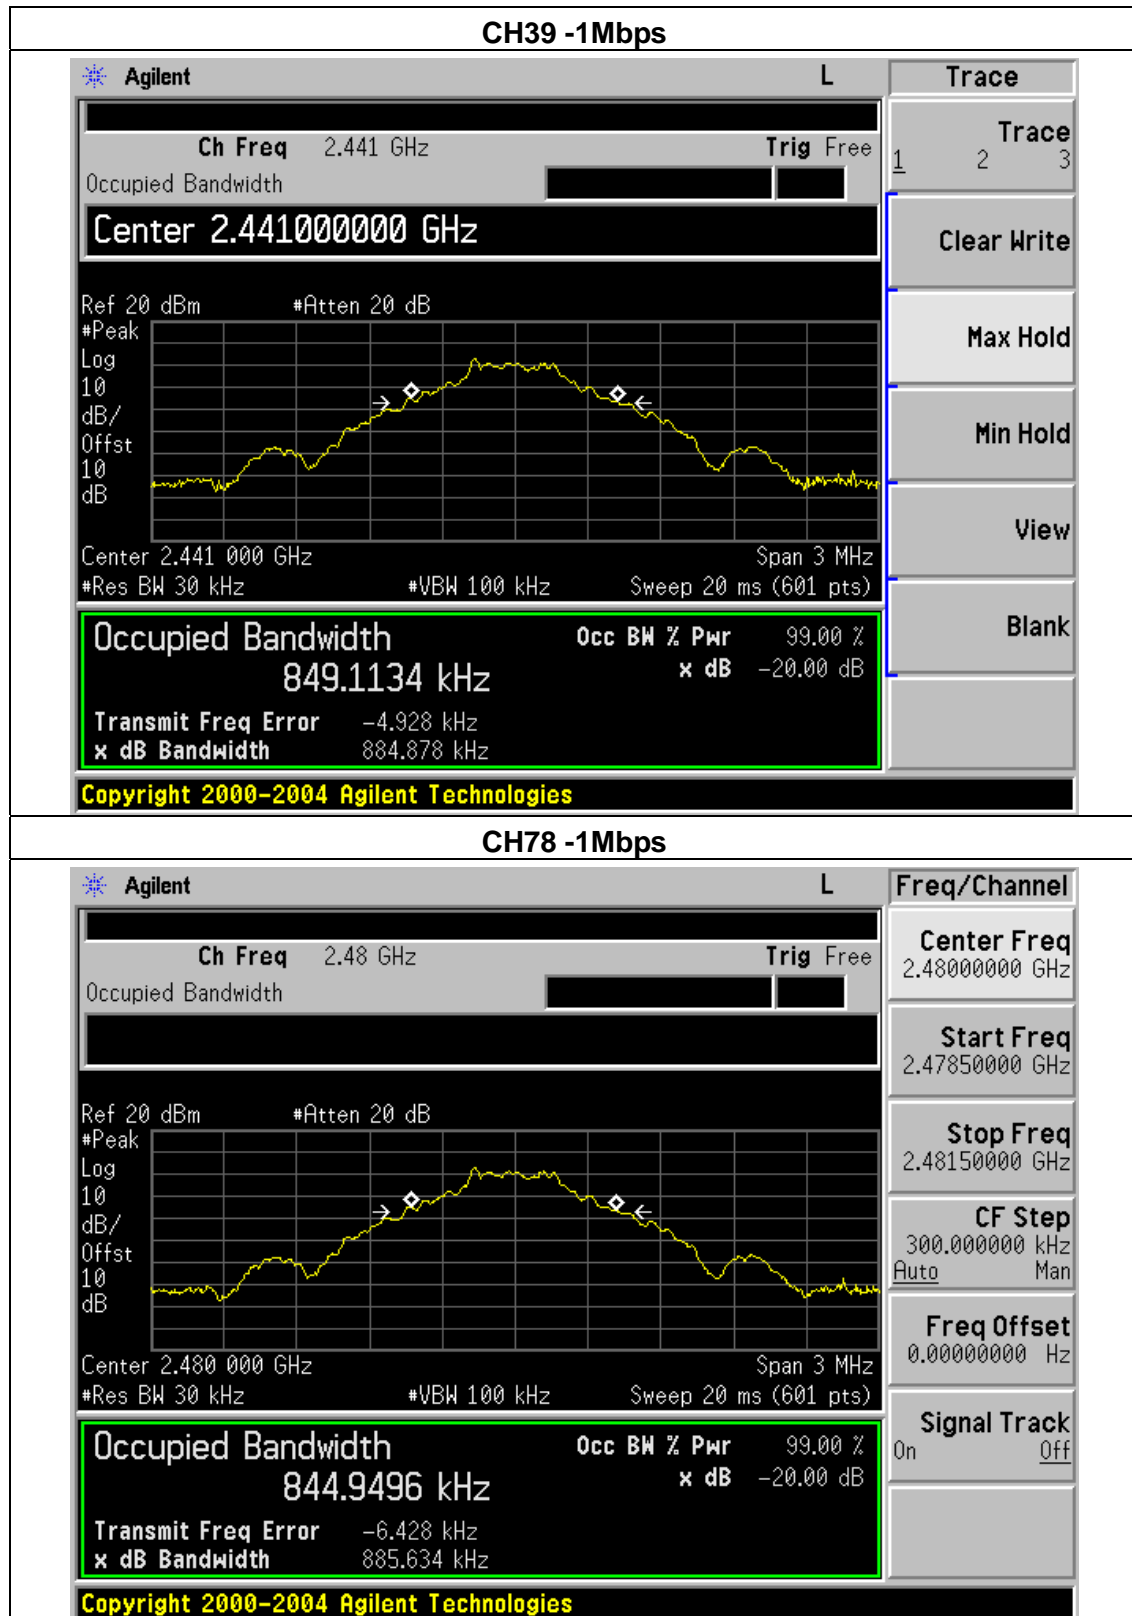 CH39 -1Mbps
Agilent L Trace
Ch Freq 2.441 GHz Trig Free
Occupied Bandwidth
Center 2.441000000 GHz
Ref 20 dBm #Atten 20 dB
#Peak
Log
10
dB/
Offst
10
dB
Center 2.441 000 GHz Span 3 MHz
#Res BW 30 kHz #VBW 100 kHz Sweep 20 ms (601 pts)
Occupied Bandwidth Occ BW % Pwr 99.00 %
849.1134 kHz x dB -20.00 dB
Transmit Freq Error -4.928 kHz
x dB Bandwidth 884.878 kHz
Trace
1 2 3
Clear Write
Max Hold
Min Hold
View
Blank
Copyright 2000-2004 Agilent Technologies
CH78 -1Mbps
Agilent L Freq/Channel
Ch Freq 2.48 GHz Trig Free
Occupied Bandwidth
Ref 20 dBm #Atten 20 dB
#Peak
Log
10
dB/
Offst
10
dB
Center 2.480 000 GHz Span 3 MHz
#Res BW 30 kHz #VBW 100 kHz Sweep 20 ms (601 pts)
Occupied Bandwidth Occ BW % Pwr 99.00 %
844.9496 kHz x dB -20.00 dB
Transmit Freq Error -6.428 kHz
x dB Bandwidth 885.634 kHz
Center Freq
2.48000000 GHz
Start Freq
2.47850000 GHz
Stop Freq
2.48150000 GHz
CF Step
300.000000 kHz
Auto Man
Freq Offset
0.00000000 Hz
Signal Track
On Off
Copyright 2000-2004 Agilent Technologies